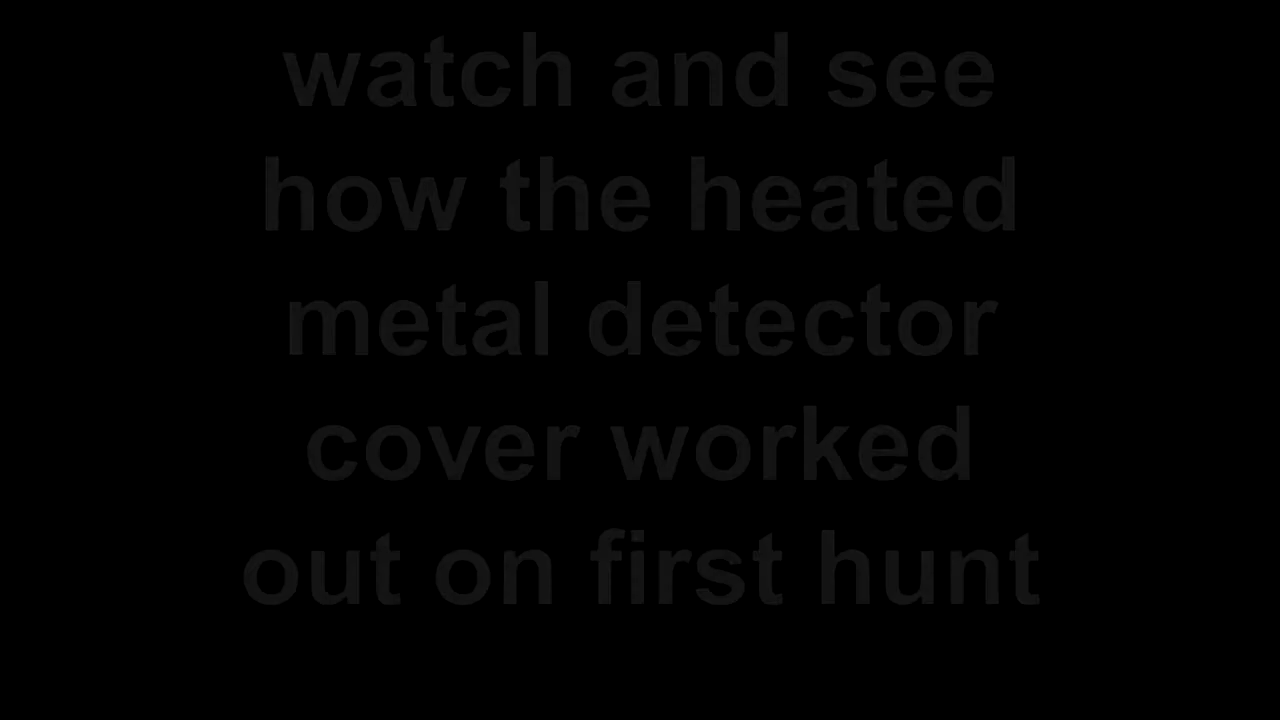 watch and see
how the heated
metal detector
cover worked
out on first hunt